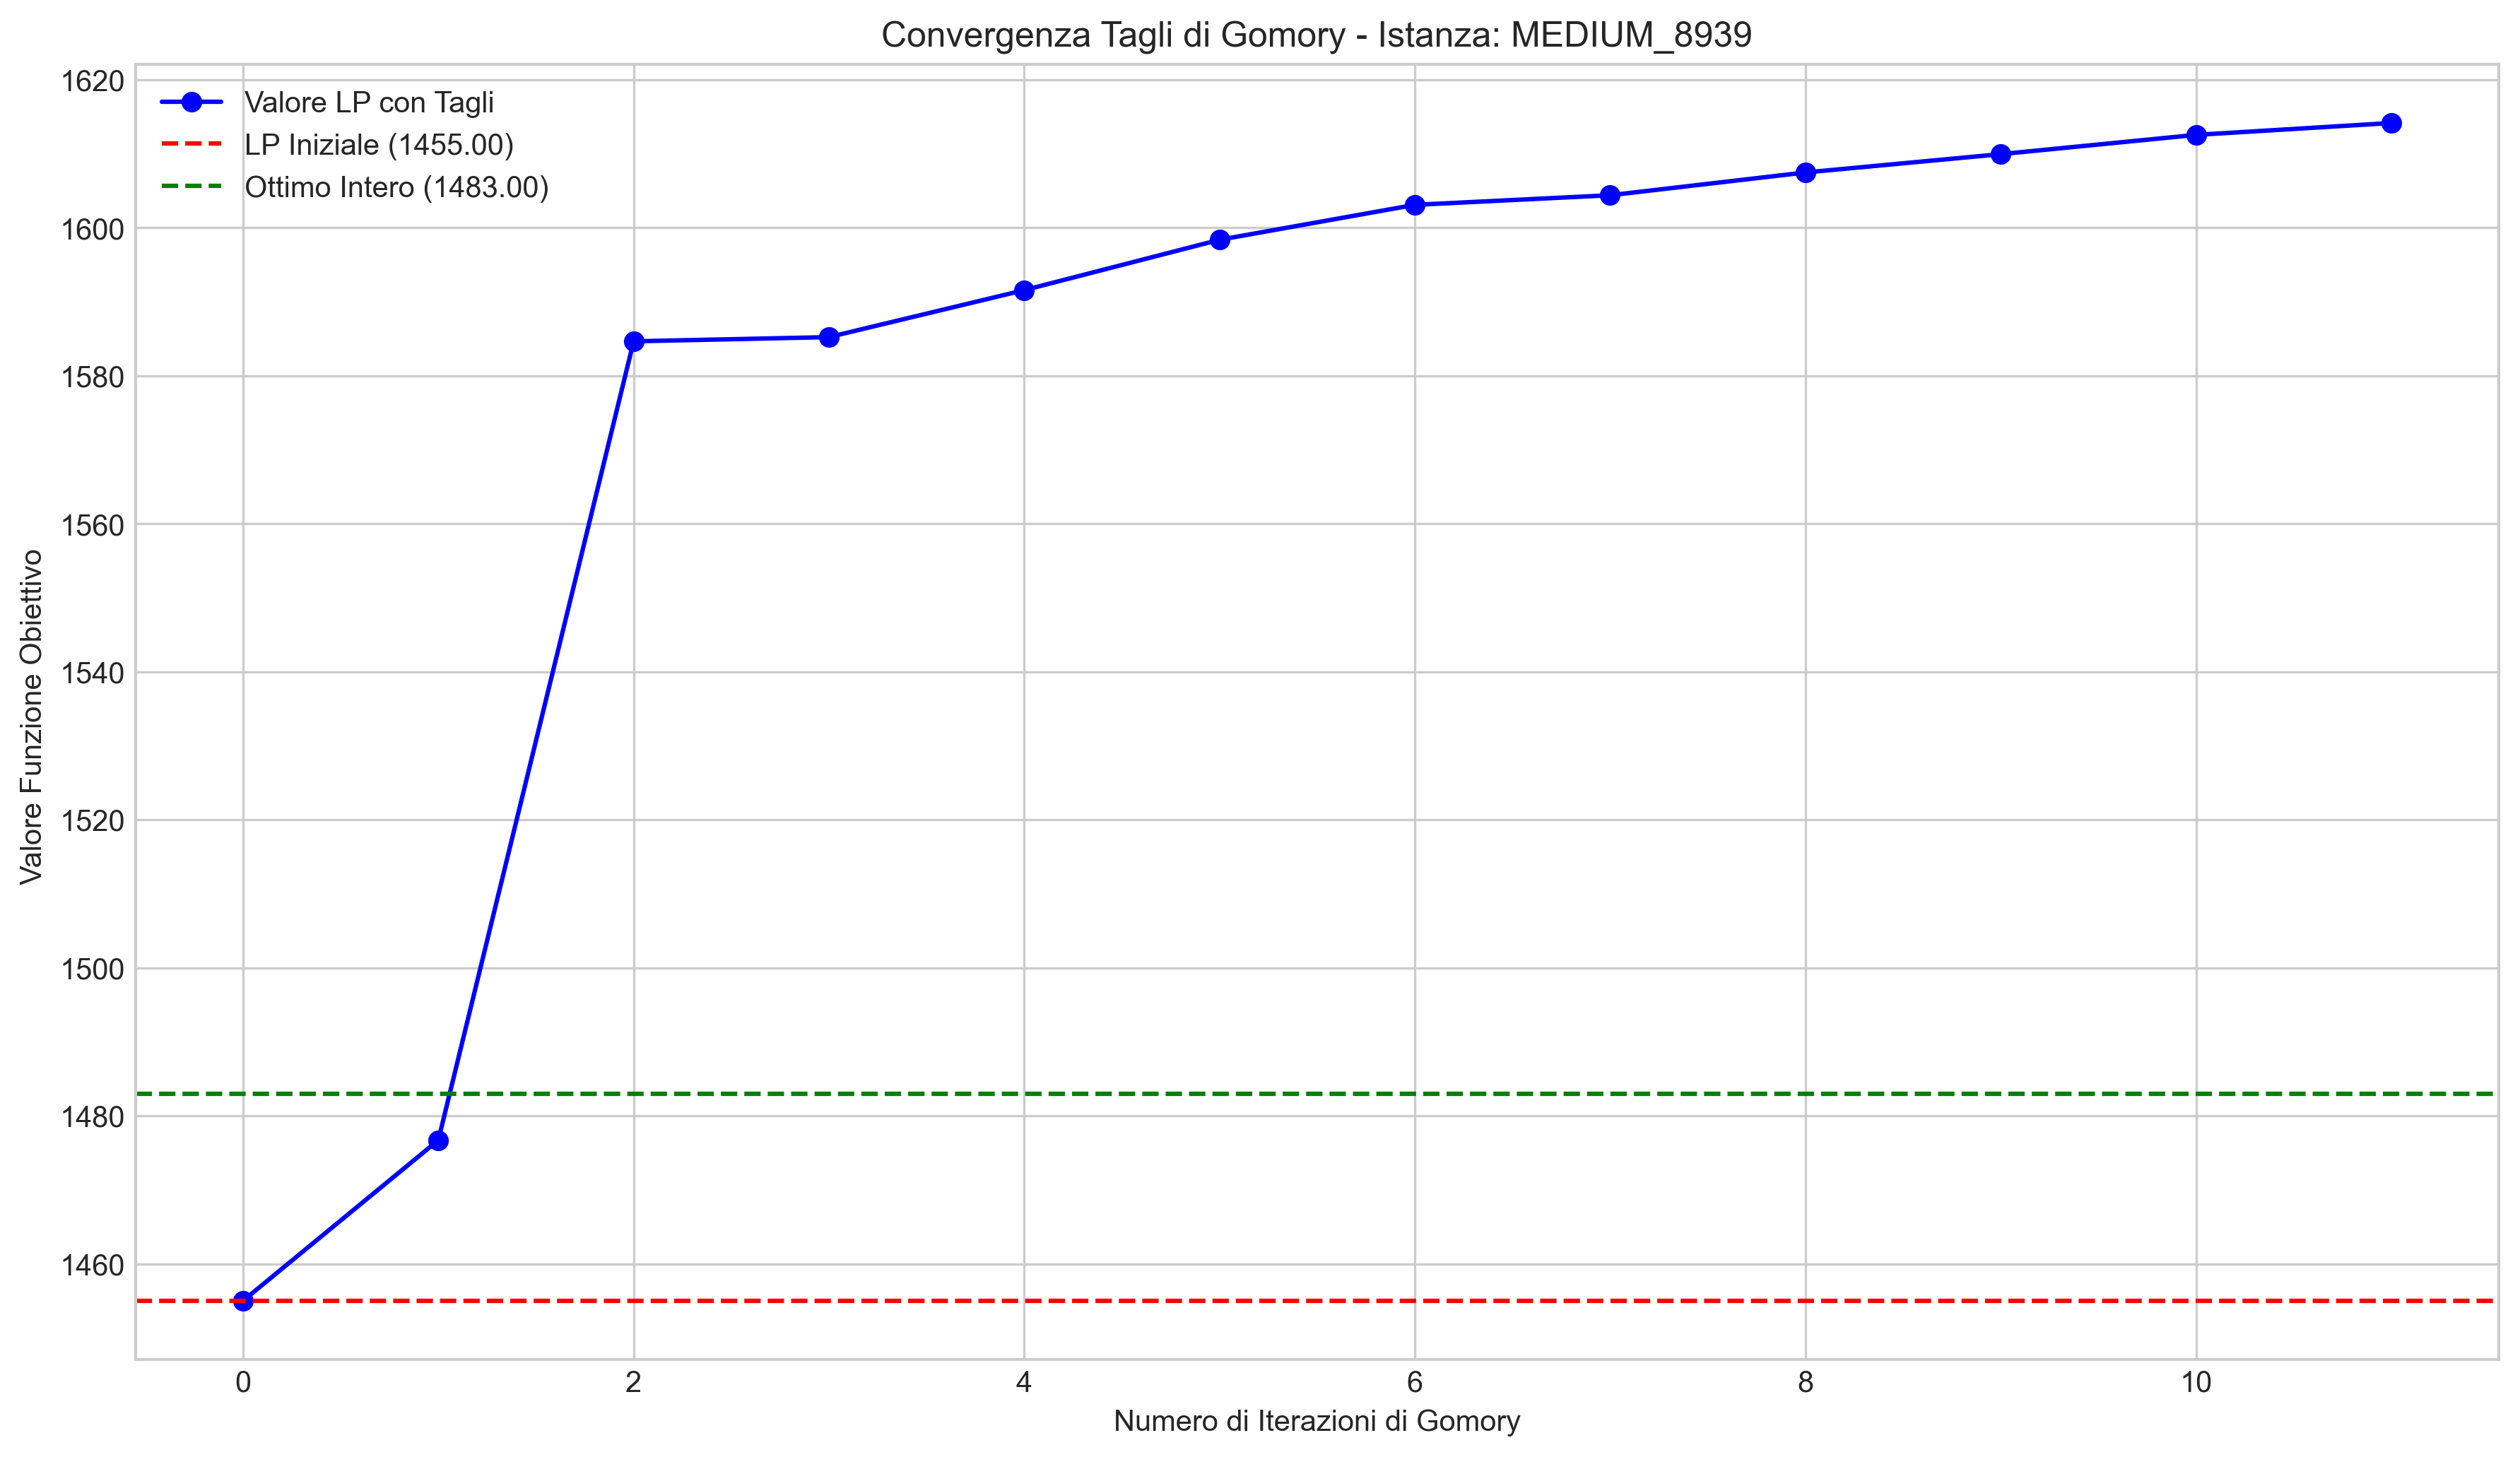 Convergenza Tagli di Gomory - Istanza: MEDIUM_8939
Valore LP con Tagli
LP Iniziale (1455.00)
Ottimo Intero (1483.00)
Valore Funzione Obiettivo
1620
1600
1580
1560
1540
1520
1500
1480
1460
0 2 4 6 8 10
Numero di Iterazioni di Gomory